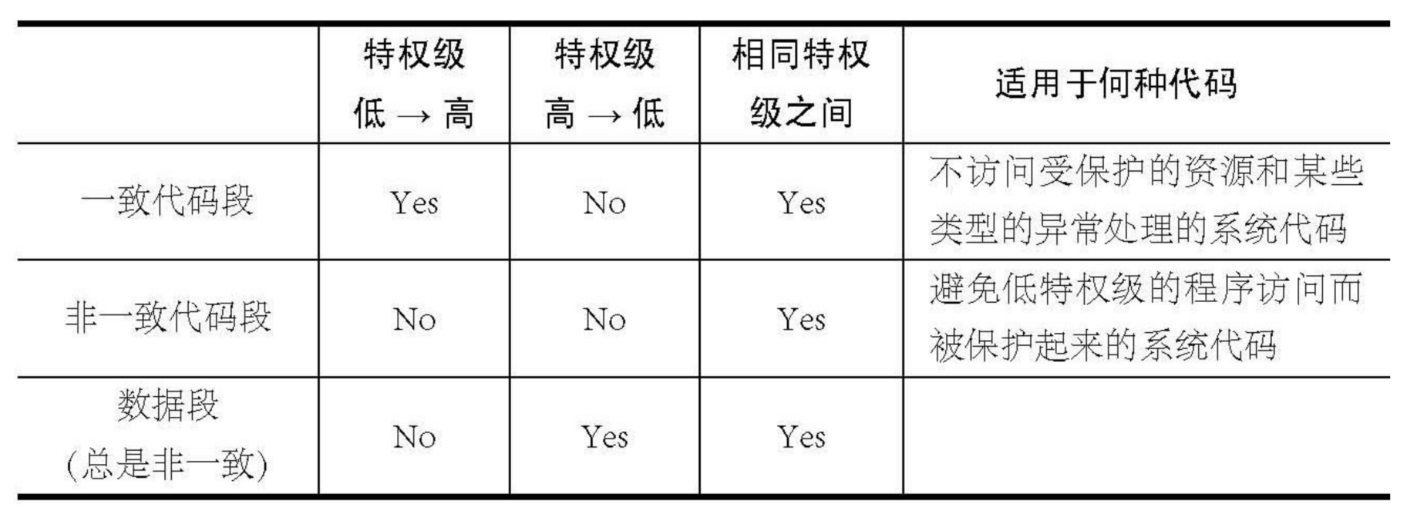 特权级 特权级 相同特权 适用于何种代码
低 → 高 高 → 低 级之间
一致代码段 Yes No Yes 不访问受保护的资源和某些
类型的异常处理的系统代码
非一致代码段 No No Yes 避免低特权级的程序访问而
被保护起来的系统代码
数据段 No Yes Yes
(总是非一致)